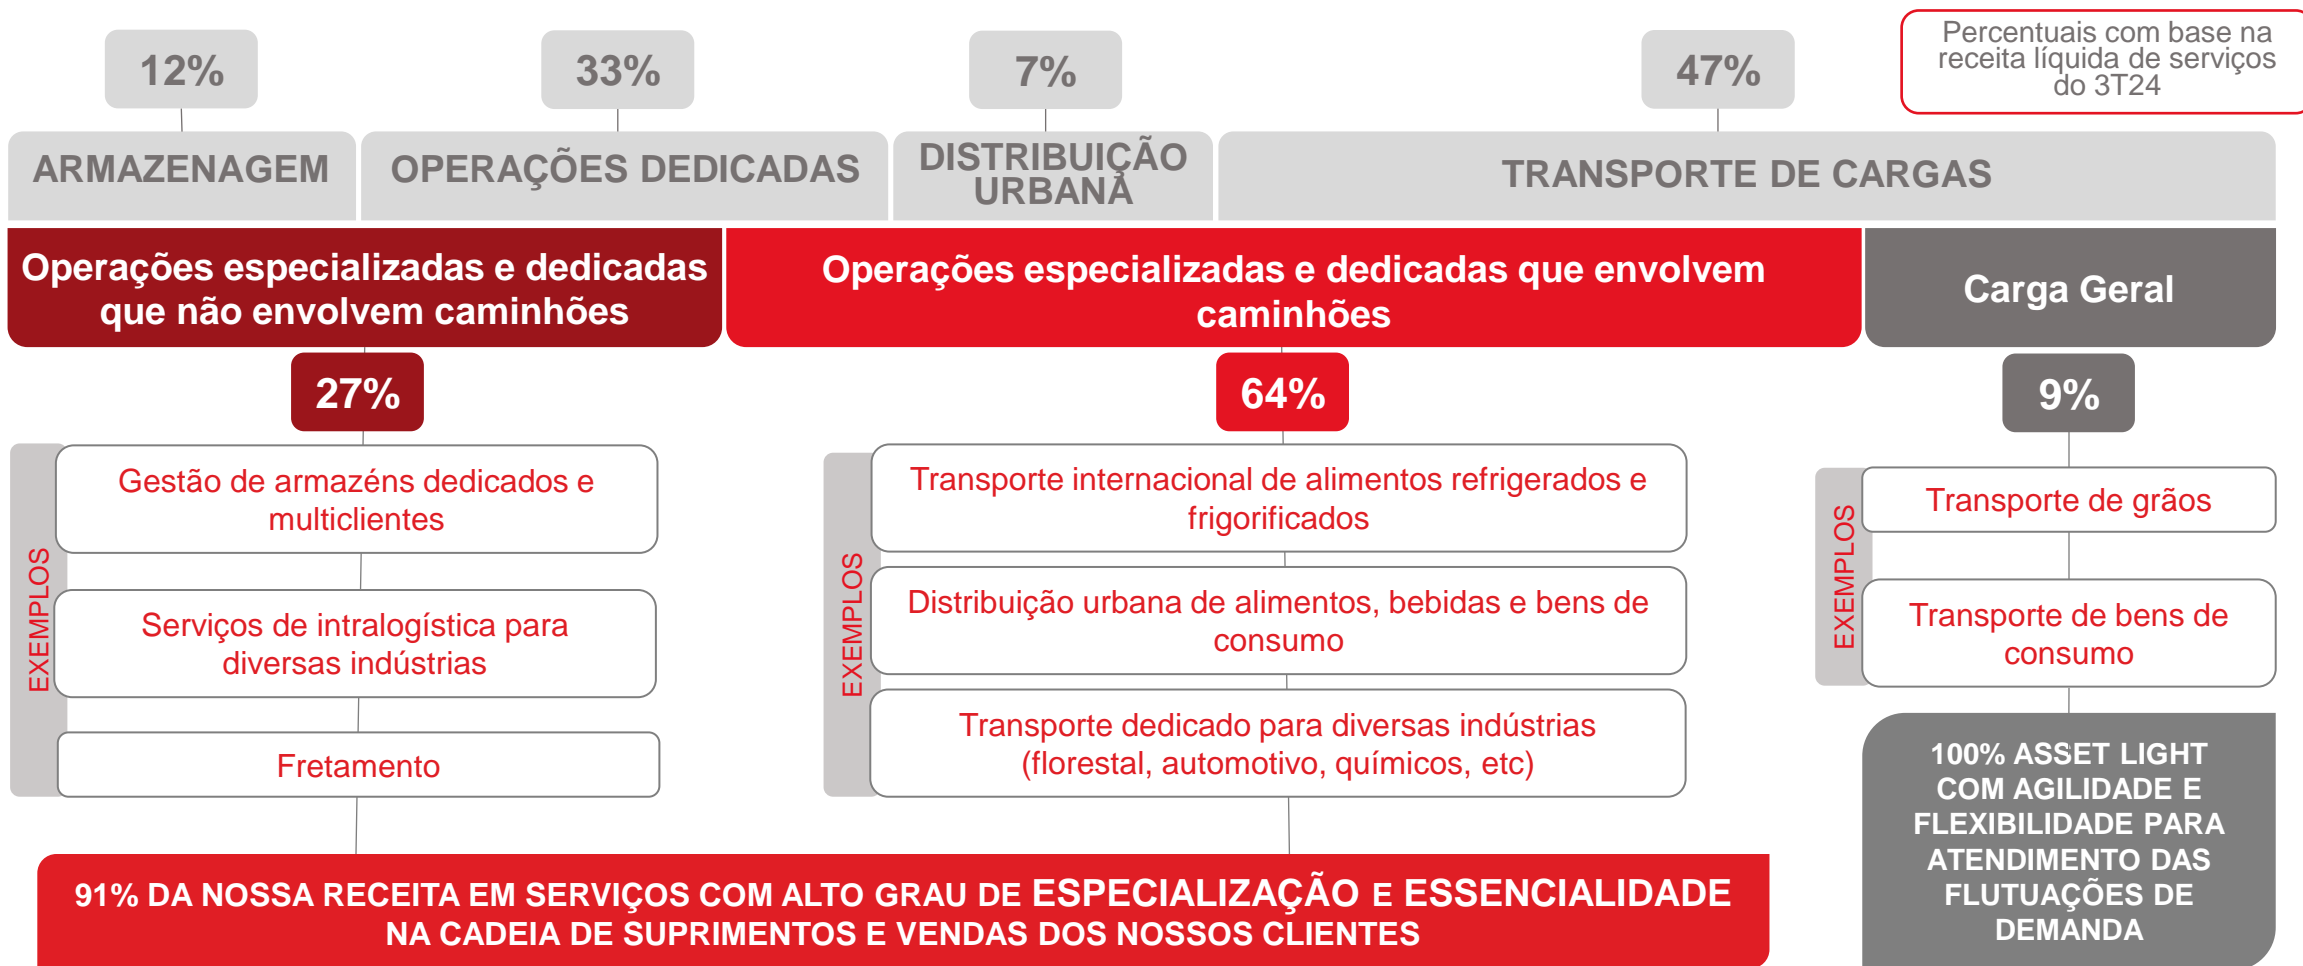 12%
33%
7%
47%
Percentuais com base na
receita líquida de serviços
do 3T24
ARMAZENAGEM
OPERAÇÕES DEDICADAS
DISTRIBUIÇÃO
URBANA
TRANSPORTE DE CARGAS
Operações especializadas e dedicadas
que não envolvem caminhões
Operações especializadas e dedicadas que envolvem
caminhões
Carga Geral
27%
64%
9%
EXEMPLOS
Gestão de armazéns dedicados e
multiclientes
Serviços de intralogística para
diversas indústrias
Fretamento
EXEMPLOS
Transporte internacional de alimentos refrigerados e
frigorificados
Distribuição urbana de alimentos, bebidas e bens de
consumo
Transporte dedicado para diversas indústrias
(florestal, automotivo, químicos, etc)
EXEMPLOS
Transporte de grãos
Transporte de bens de
consumo
100% ASSET LIGHT
COM AGILIDADE E
FLEXIBILIDADE PARA
ATENDIMENTO DAS
FLUTUAÇÕES DE
DEMANDA
91% DA NOSSA RECEITA EM SERVIÇOS COM ALTO GRAU DE ESPECIALIZAÇÃO E ESSENCIALIDADE
NA CADEIA DE SUPRIMENTOS E VENDAS DOS NOSSOS CLIENTES